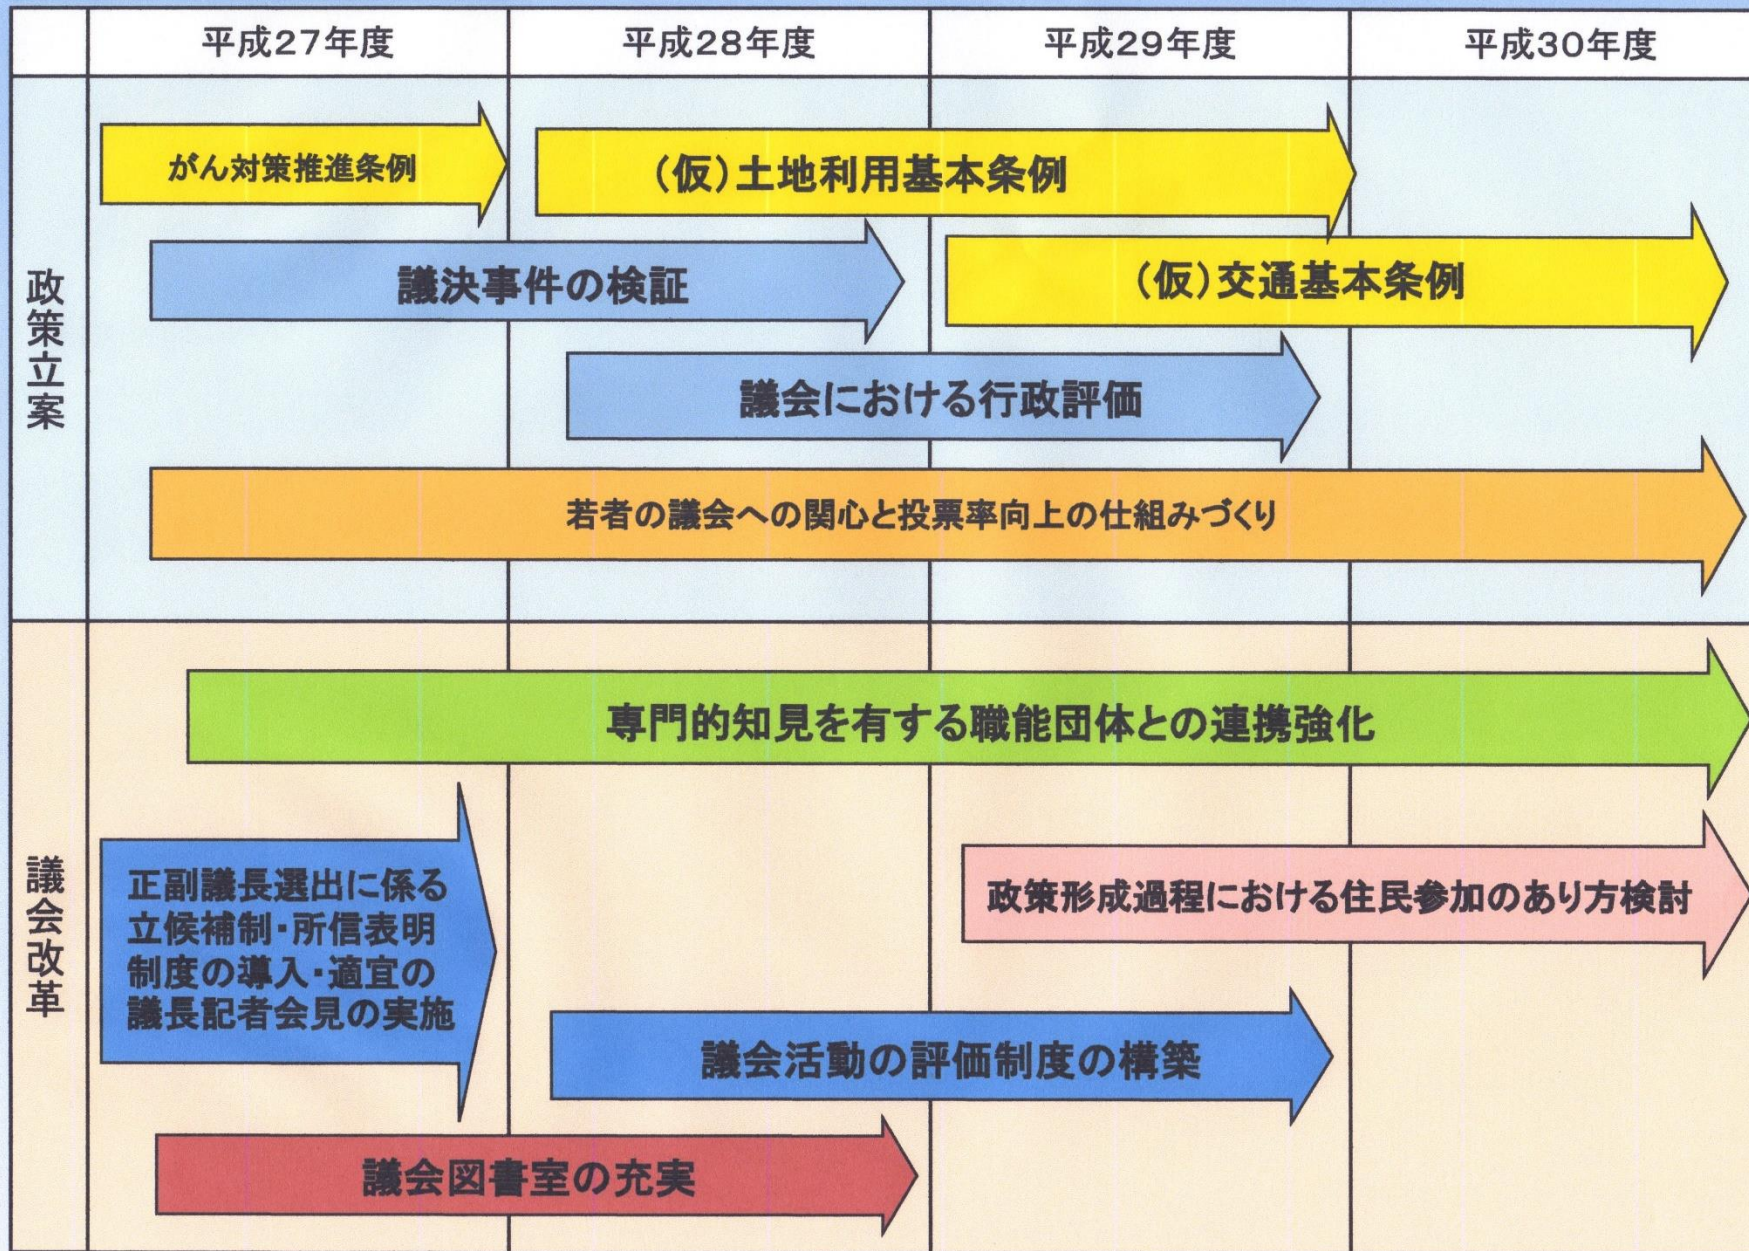 平成27年度
平成28年度
平成29年度
平成30年度
政策立案
がん対策推進条例
(仮)土地利用基本条例
議決事件の検証
(仮)交通基本条例
議会における行政評価
若者の議会への関心と投票率向上の仕組みづくり
議会改革
専門的知見を有する職能団体との連携強化
正副議長選出に係る
立候補制・所信表明
制度の導入・適宜の
議長記者会見の実施
政策形成過程における住民参加のあり方検討
議会活動の評価制度の構築
議会図書室の充実